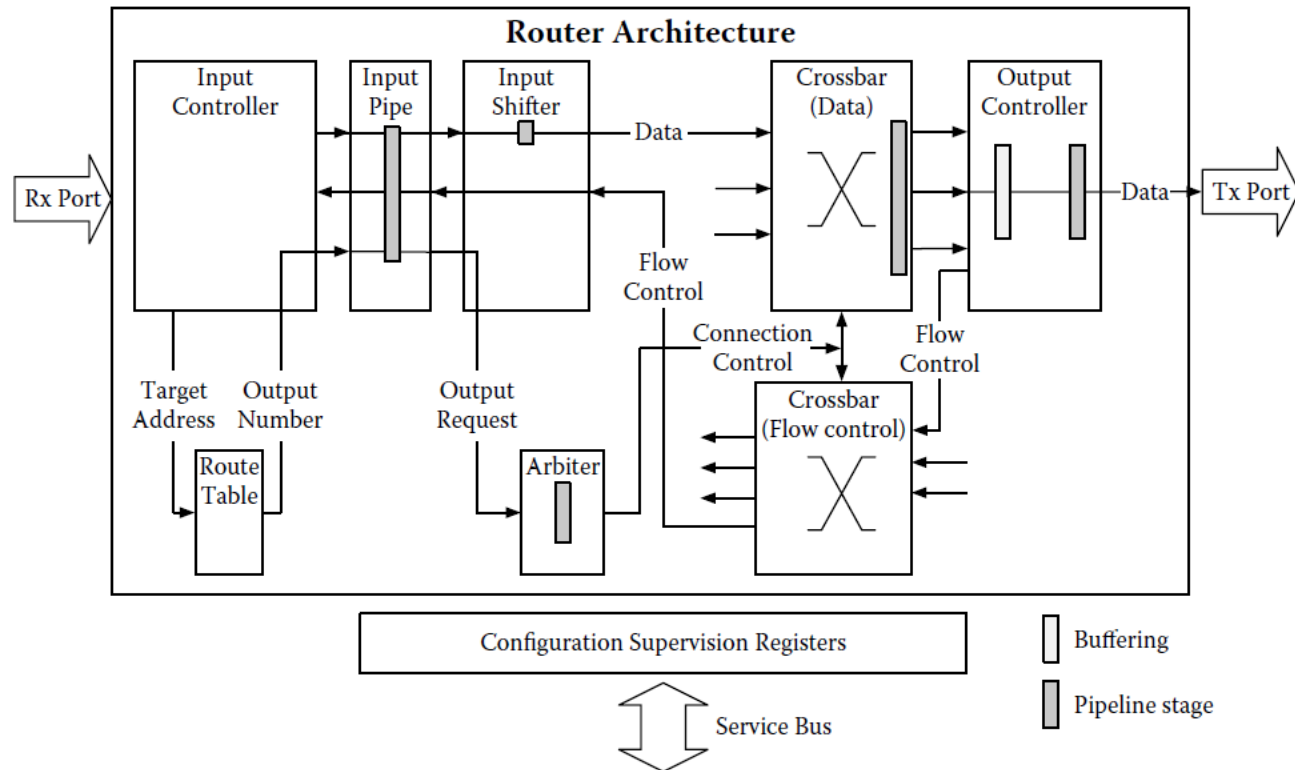 Router Architecture
Input
Controller
Input
Pipe
Input
Shifter
Crossbar
(Data)
Output
Controller
Data
Rx Port
Data
Tx Port
Flow
Control
Connection
Control
Flow
Control
Target
Address
Output
Number
Output
Request
Crossbar
(Flow control)
Route
Table
Arbiter
Configuration Supervision Registers
Buffering
Pipeline stage
Service Bus